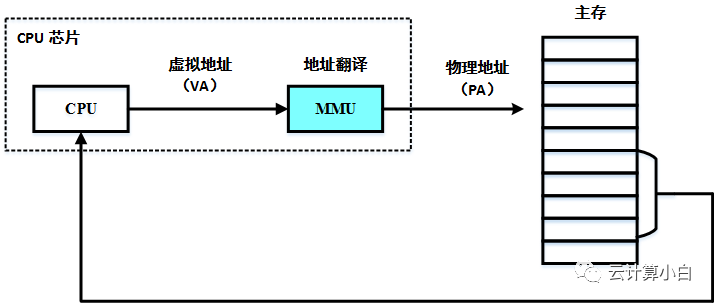 主存
CPU 芯片
虚拟地址
（VA）
地址翻译
物理地址
（PA）
CPU
MMU
云计算小白